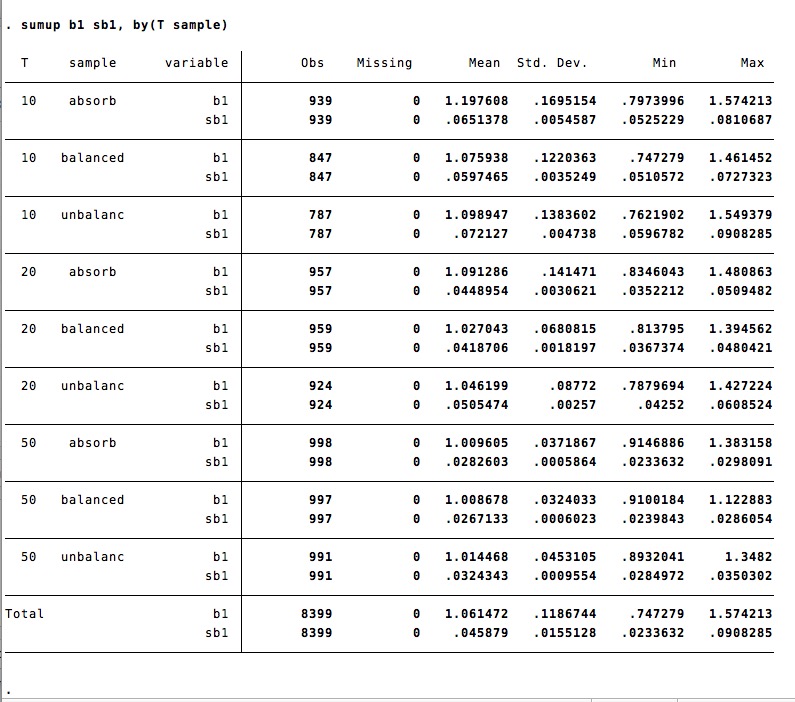 . sumup b1 sb1, by(T sample)
T sample variable Obs Missing Mean Std. Dev. Min Max
10 absorb b1 939 0 1.197608 .1695154 .7973996 1.574213
sb1 939 0 .0651378 .0054587 .0525229 .0810687
10 balanced b1 847 0 1.075938 .1220363 .747279 1.461452
sb1 847 0 .0597465 .0035249 .0510572 .0727323
10 unbalanc b1 787 0 1.098947 .1383602 .7621902 1.549379
sb1 787 0 .072127 .004738 .0596782 .0908285
20 absorb b1 957 0 1.091286 .141471 .8346043 1.480863
sb1 957 0 .0448954 .0030621 .0352212 .0509482
20 balanced b1 959 0 1.027043 .0680815 .813795 1.394562
sb1 959 0 .0418706 .0018197 .0367374 .0480421
20 unbalanc b1 924 0 1.046199 .08772 .7879694 1.427224
sb1 924 0 .0505474 .00257 .04252 .0608524
50 absorb b1 998 0 1.009605 .0371867 .9146886 1.383158
sb1 998 0 .0282603 .0005864 .0233632 .0298091
50 balanced b1 997 0 1.008678 .0324033 .9100184 1.122883
sb1 997 0 .0267133 .0006023 .0239843 .0286054
50 unbalanc b1 991 0 1.014468 .0453105 .8932041 1.3482
sb1 991 0 .0324343 .0009554 .0284972 .0350302
Total b1 8399 0 1.061472 .1186744 .747279 1.574213
sb1 8399 0 .045879 .0155128 .0233632 .0908285
.